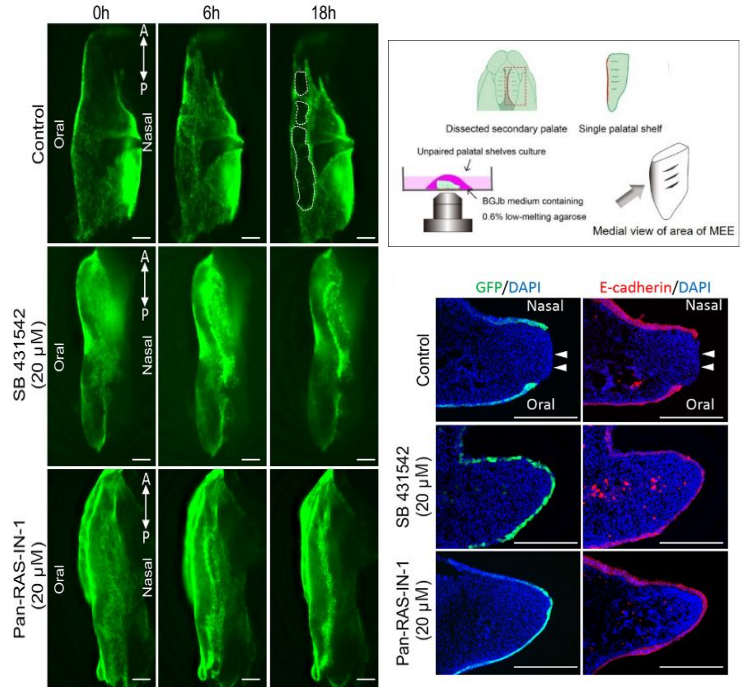 0h 6h 18h
Control
Oral
Nasal
A
P
A
P
SB 431542
(20 µM)
Oral
Nasal
A
P
Pan-RAS-IN-1
(20 µM)
Oral
Nasal
A
P
Dissected secondary palate Single palatal shelf
Unpaired palatal shelves culture
BGJb medium containing
0.6% low-melting agarose
Medial view of area of MEE
GFP/DAPI E-cadherin/DAPI
Control
Nasal Nasal
Oral Oral
SB 431542
(20 µM)
Pan-RAS-IN-1
(20 µM)